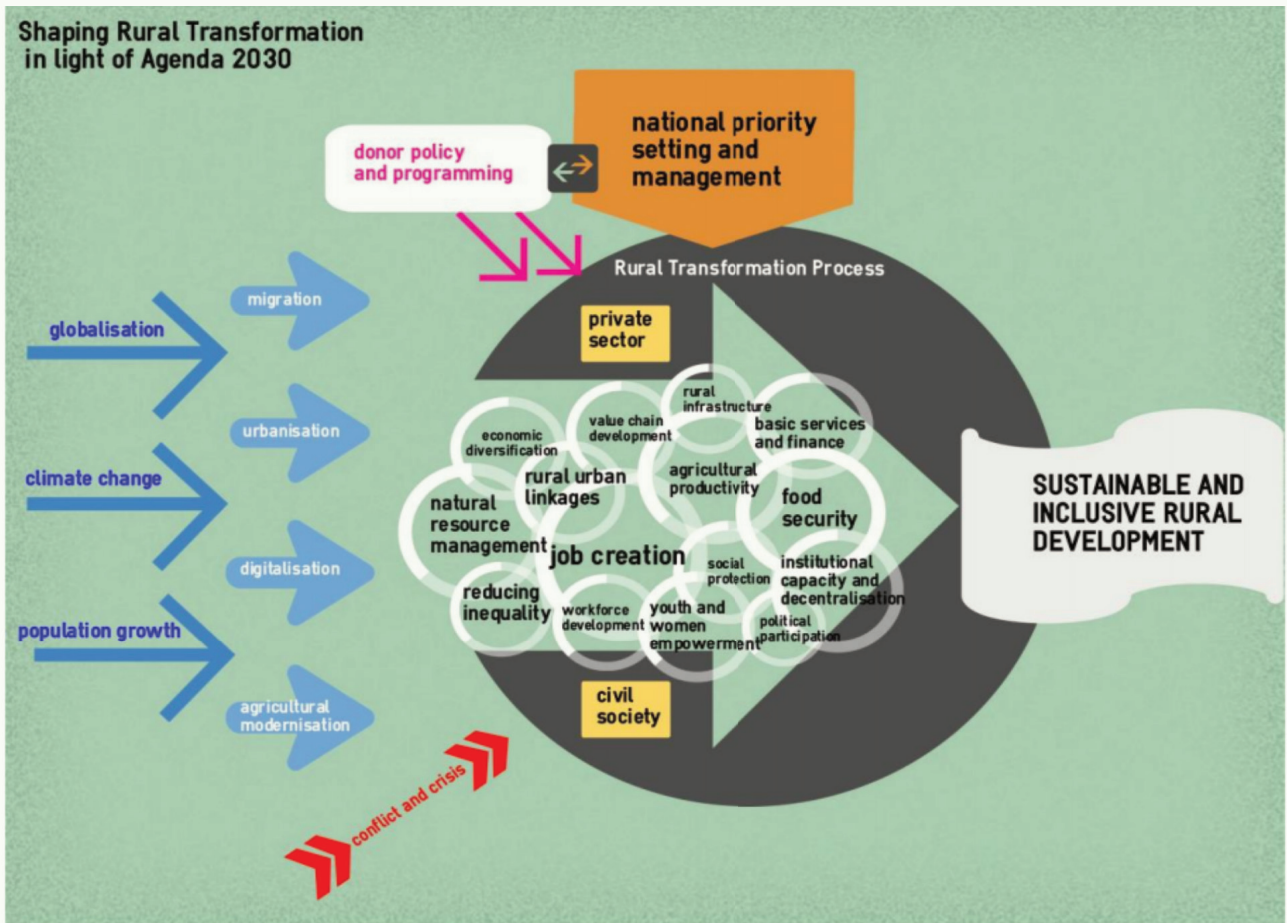 Shaping Rural Transformation
in light of Agenda 2030
national priority
setting and
management
donor policy
and programming
Rural Transformation Process
private
sector
migration
globalisation
urbanisation
climate change
digitalisation
population growth
agricultural
modernisation
conflict and crisis
rural
infrastructure
value chain
development
basic services
and finance
economic
diversification
rural urban
linkages
agricultural
productivity
natural
resource
management
food
security
job creation
social
protection
institutional
capacity and
decentralisation
reducing
inequality
workforce
development
youth and
women
empowerment
political
participation
civil
society
SUSTAINABLE AND
INCLUSIVE RURAL
DEVELOPMENT